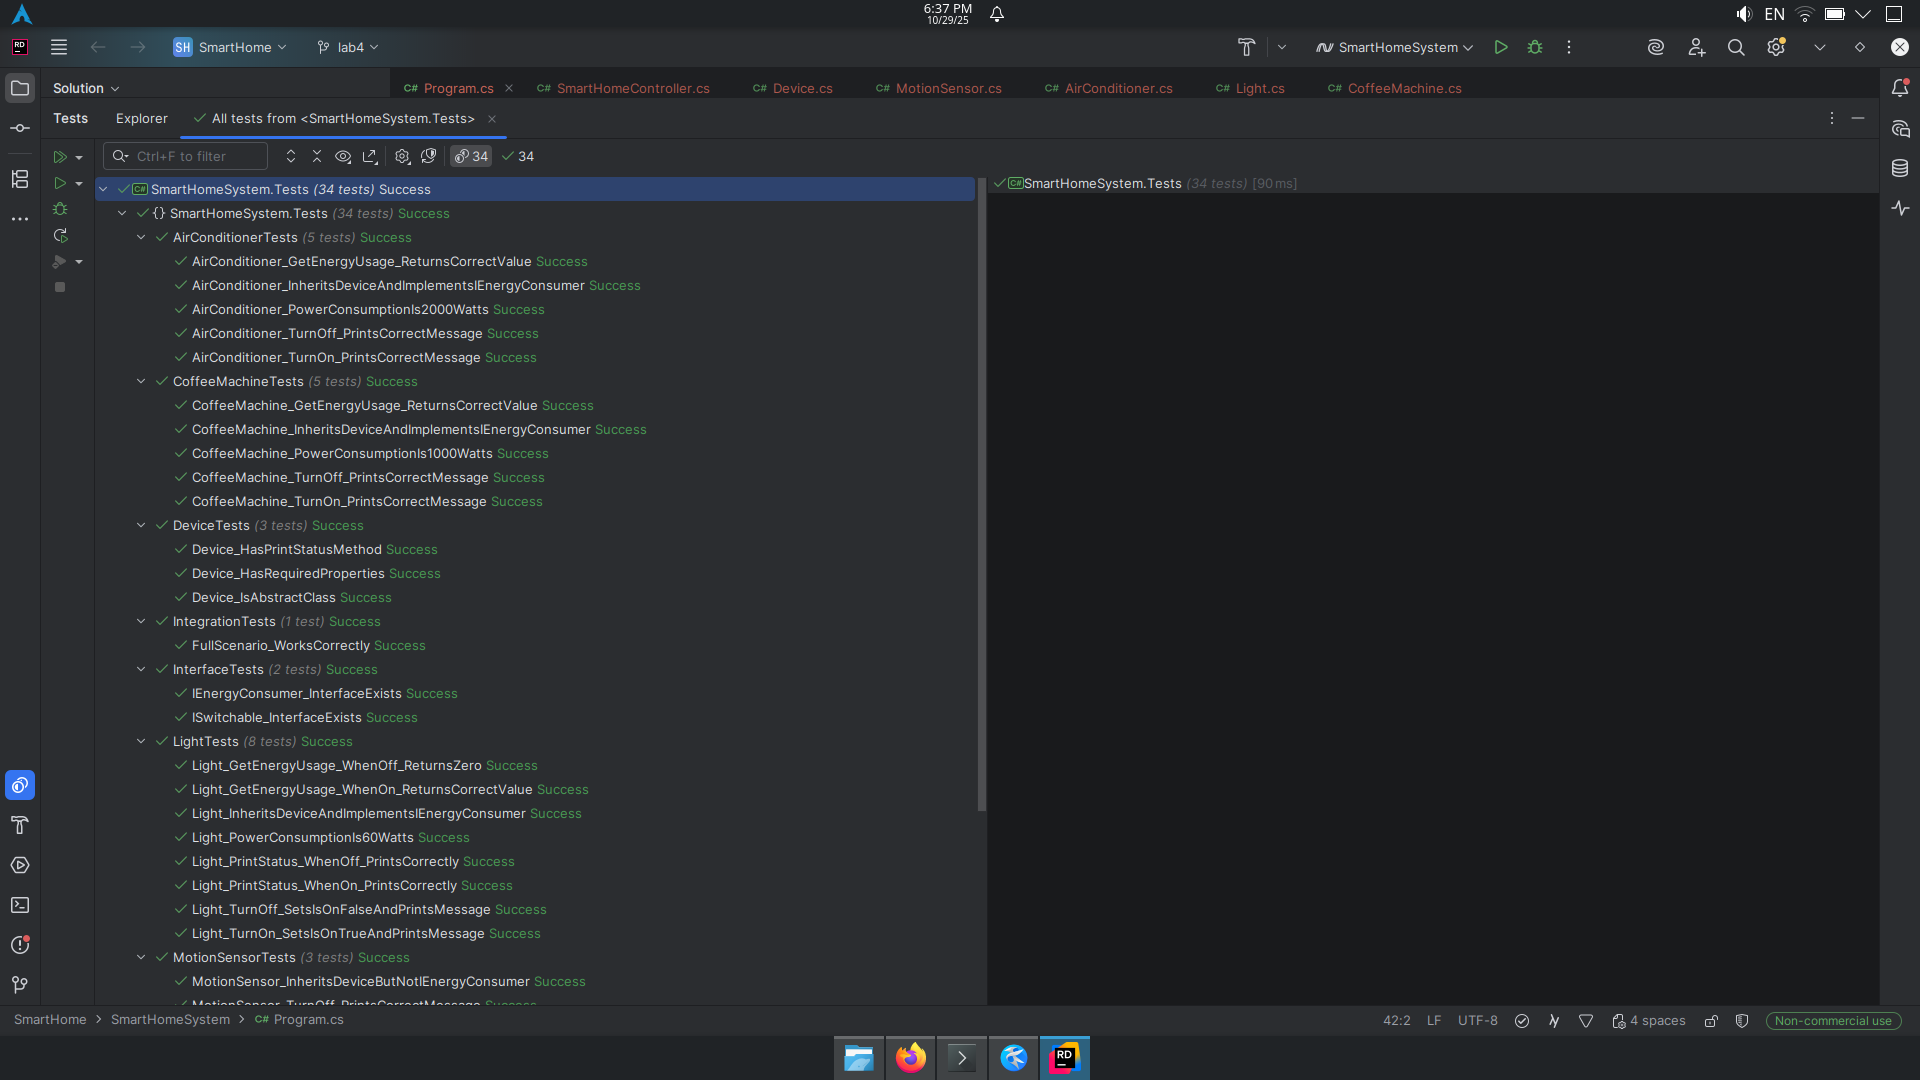 6:37 PM
10/29/25
EN
RD
SH SmartHome
lab4
SmartHomeSystem
Solution
C# Program.cs
C# SmartHomeController.cs
C# Device.cs
C# MotionSensor.cs
C# AirConditioner.cs
C# Light.cs
C# CoffeeMachine.cs
Tests
Explorer
All tests from <SmartHomeSystem.Tests>
Ctrl+F to filter
34
34
C# SmartHomeSystem.Tests (34 tests) Success
C# SmartHomeSystem.Tests (34 tests) [90 ms]
{} SmartHomeSystem.Tests (34 tests) Success
AirConditionerTests (5 tests) Success
AirConditioner_GetEnergyUsage_ReturnsCorrectValue Success
AirConditioner_InheritsDeviceAndImplementsIEnergyConsumer Success
AirConditioner_PowerConsumptionIs2000Watts Success
AirConditioner_TurnOff_PrintsCorrectMessage Success
AirConditioner_TurnOn_PrintsCorrectMessage Success
CoffeeMachineTests (5 tests) Success
CoffeeMachine_GetEnergyUsage_ReturnsCorrectValue Success
CoffeeMachine_InheritsDeviceAndImplementsIEnergyConsumer Success
CoffeeMachine_PowerConsumptionIs1000Watts Success
CoffeeMachine_TurnOff_PrintsCorrectMessage Success
CoffeeMachine_TurnOn_PrintsCorrectMessage Success
DeviceTests (3 tests) Success
Device_HasPrintStatusMethod Success
Device_HasRequiredProperties Success
Device_IsAbstractClass Success
IntegrationTests (1 test) Success
FullScenario_WorksCorrectly Success
InterfaceTests (2 tests) Success
IEnergyConsumer_InterfaceExists Success
ISwitchable_InterfaceExists Success
LightTests (8 tests) Success
Light_GetEnergyUsage_WhenOff_ReturnsZero Success
Light_GetEnergyUsage_WhenOn_ReturnsCorrectValue Success
Light_InheritsDeviceAndImplementsIEnergyConsumer Success
Light_PowerConsumptionIs60Watts Success
Light_PrintStatus_WhenOff_PrintsCorrectly Success
Light_PrintStatus_WhenOn_PrintsCorrectly Success
Light_TurnOff_SetsIsOnFalseAndPrintsMessage Success
Light_TurnOn_SetsIsOnTrueAndPrintsMessage Success
MotionSensorTests (3 tests) Success
MotionSensor_InheritsDeviceButNotIEnergyConsumer Success
MotionSensor_TurnOff_PrintsCorrectMessage Success
SmartHome > SmartHomeSystem > C# Program.cs
42:2
LF
UTF-8
4 spaces
Non-commercial use
RD